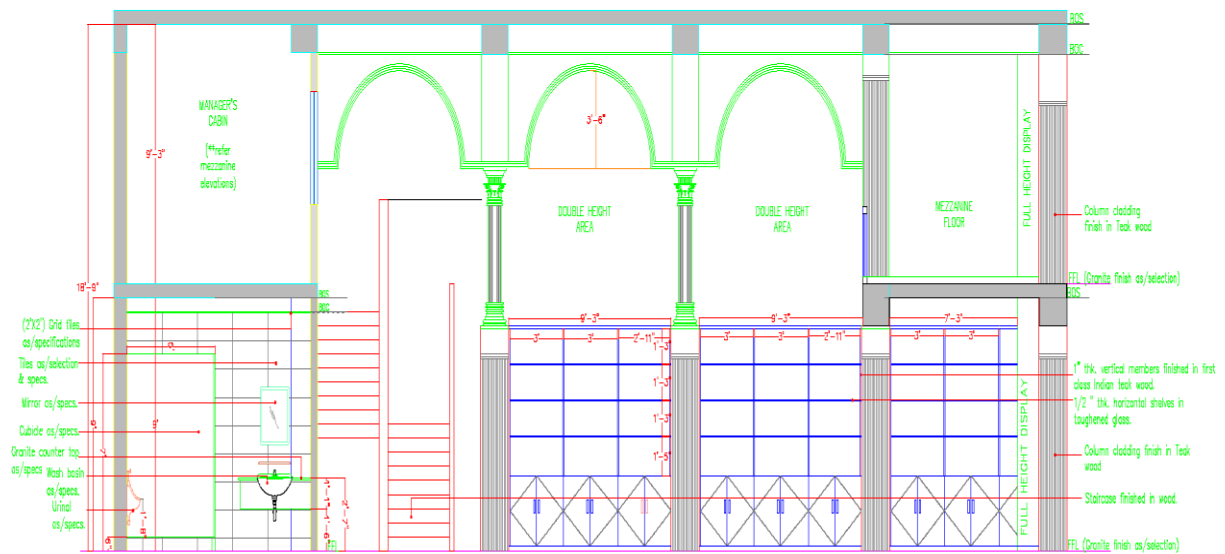 BOS
BOC
MANAGER'S
CABIN
(**refer
mezzanine
elevations)
9'-3"
3'-6"
DOUBLE HEIGHT
AREA
DOUBLE HEIGHT
AREA
MEZZANINE
FLOOR
FULL HEIGHT DISPLAY
Column cladding
finish in Teak wood
FFL (Granite finish as/selection)
BOS
18'-9"
BOS
BOC
(2'X2') Grid tiles
as/specifications
Tiles as/selection
& specs.
Mirror as/specs.
Cubicle as/specs.
Granite counter top
as/specs
Wash basin
as/specs.
Urinal
as/specs.
9'-3"
3'
3'
2'-11"
1'-3"
1'-3"
1'-3"
1'-5"
9'-3"
3'
3'
2'-11"
7'-3"
3'
3'
1" thk. vertical members finished in first
class Indian teak wood.
1/2 " thk. horizontal shelves in
toughened glass.
FULL HEIGHT DISPLAY
Column cladding finish in Teak
wood
Staircase finished in wood.
FFL
FFL (Granite finish as/selection)